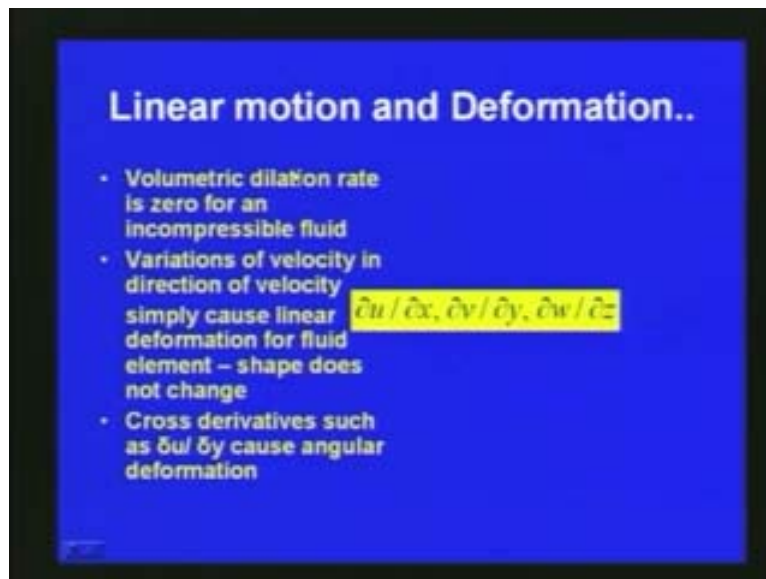 Linear motion and Deformation..
• Volumetric dilation rate
is zero for an
incompressible fluid
• Variations of velocity in
direction of velocity
simply cause linear
deformation for fluid
element – shape does
not change
∂u / ∂x, ∂v / ∂y, ∂w / ∂z
• Cross derivatives such
as δu/ δy cause angular
deformation